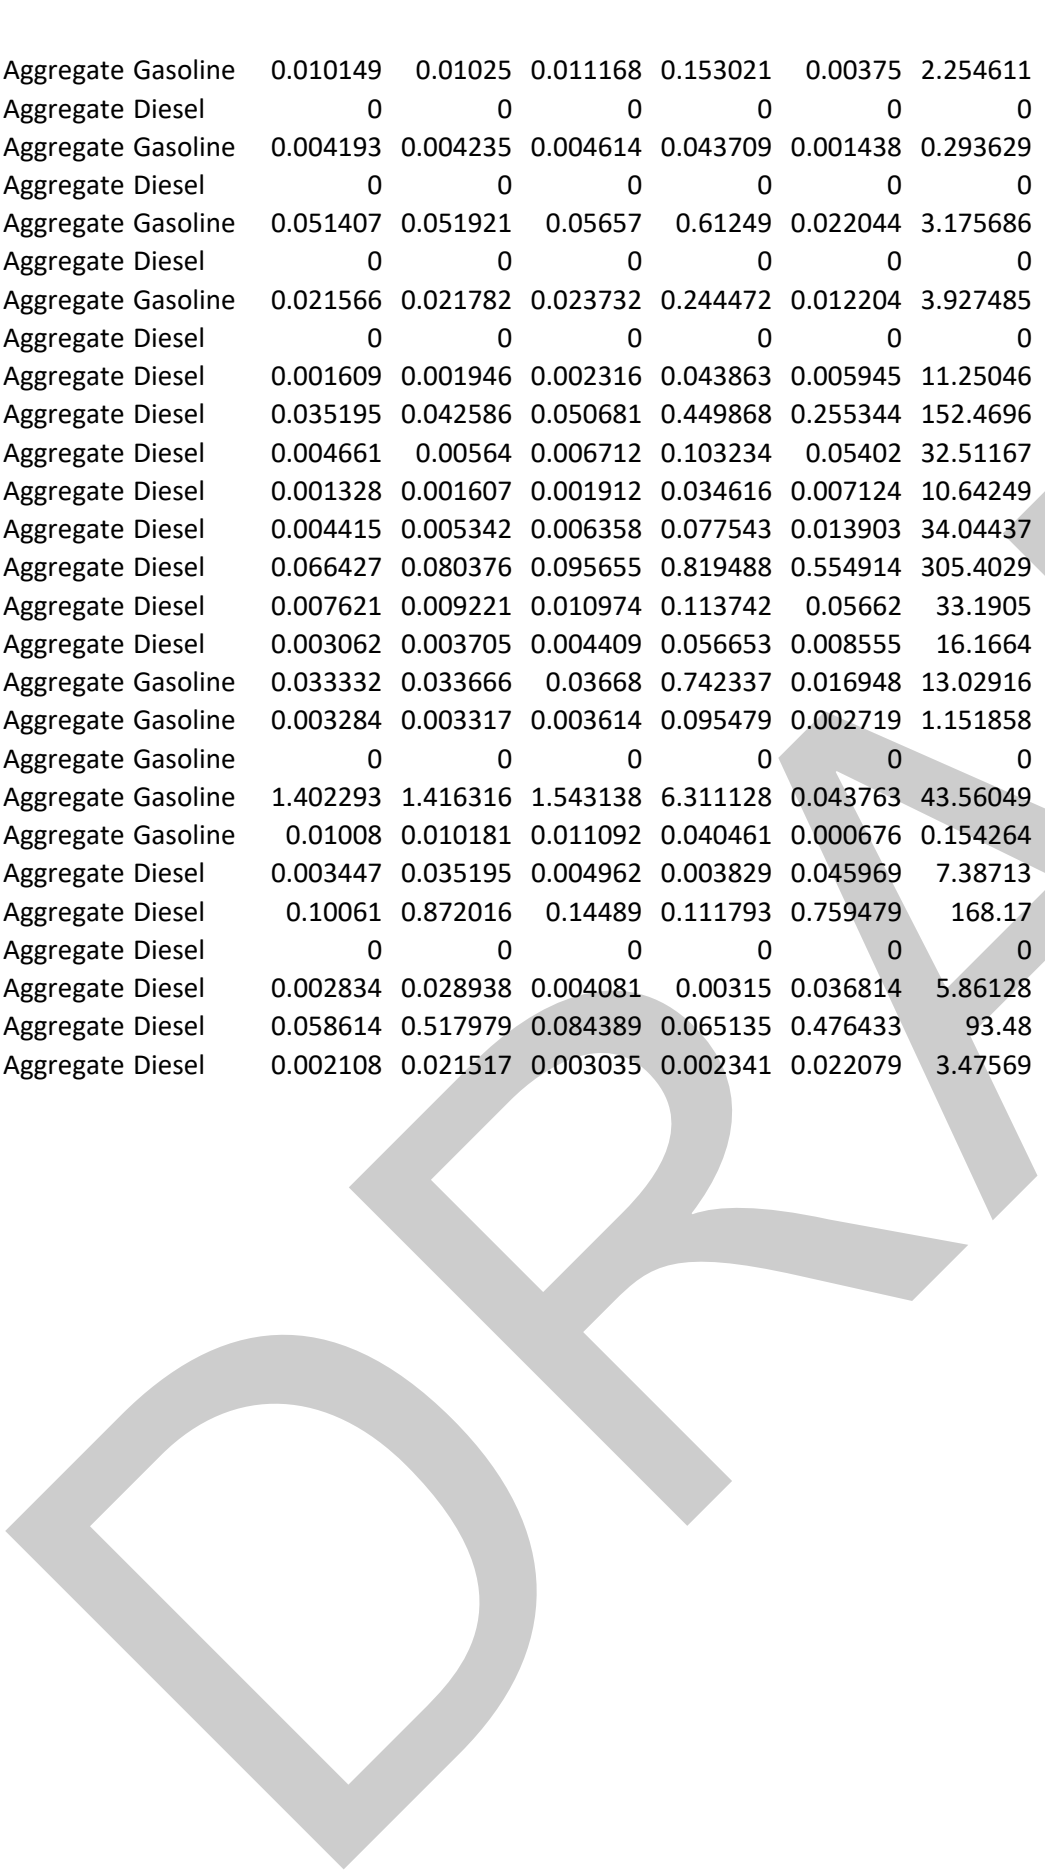 Aggregate Gasoline 0.010149 0.01025 0.011168 0.153021 0.00375 2.254611
Aggregate Diesel 0 0 0 0 0 0
Aggregate Gasoline 0.004193 0.004235 0.004614 0.043709 0.001438 0.293629
Aggregate Diesel 0 0 0 0 0 0
Aggregate Gasoline 0.051407 0.051921 0.05657 0.61249 0.022044 3.175686
Aggregate Diesel 0 0 0 0 0 0
Aggregate Gasoline 0.021566 0.021782 0.023732 0.244472 0.012204 3.927485
Aggregate Diesel 0 0 0 0 0 0
Aggregate Diesel 0.001609 0.001946 0.002316 0.043863 0.005945 11.25046
Aggregate Diesel 0.035195 0.042586 0.050681 0.449868 0.255344 152.4696
Aggregate Diesel 0.004661 0.00564 0.006712 0.103234 0.05402 32.51167
Aggregate Diesel 0.001328 0.001607 0.001912 0.034616 0.007124 10.64249
Aggregate Diesel 0.004415 0.005342 0.006358 0.077543 0.013903 34.04437
Aggregate Diesel 0.066427 0.080376 0.095655 0.819488 0.554914 305.4029
Aggregate Diesel 0.007621 0.009221 0.010974 0.113742 0.05662 33.1905
Aggregate Diesel 0.003062 0.003705 0.004409 0.056653 0.008555 16.1664
Aggregate Gasoline 0.033332 0.033666 0.03668 0.742337 0.016948 13.02916
Aggregate Gasoline 0.003284 0.003317 0.003614 0.095479 0.002719 1.151858
Aggregate Gasoline 0 0 0 0 0 0
Aggregate Gasoline 1.402293 1.416316 1.543138 6.311128 0.043763 43.56049
Aggregate Gasoline 0.01008 0.010181 0.011092 0.040461 0.000676 0.154264
Aggregate Diesel 0.003447 0.035195 0.004962 0.003829 0.045969 7.38713
Aggregate Diesel 0.10061 0.872016 0.14489 0.111793 0.759479 168.17
Aggregate Diesel 0 0 0 0 0 0
Aggregate Diesel 0.002834 0.028938 0.004081 0.00315 0.036814 5.86128
Aggregate Diesel 0.058614 0.517979 0.084389 0.065135 0.476433 93.48
Aggregate Diesel 0.002108 0.021517 0.003035 0.002341 0.022079 3.47569
DRA